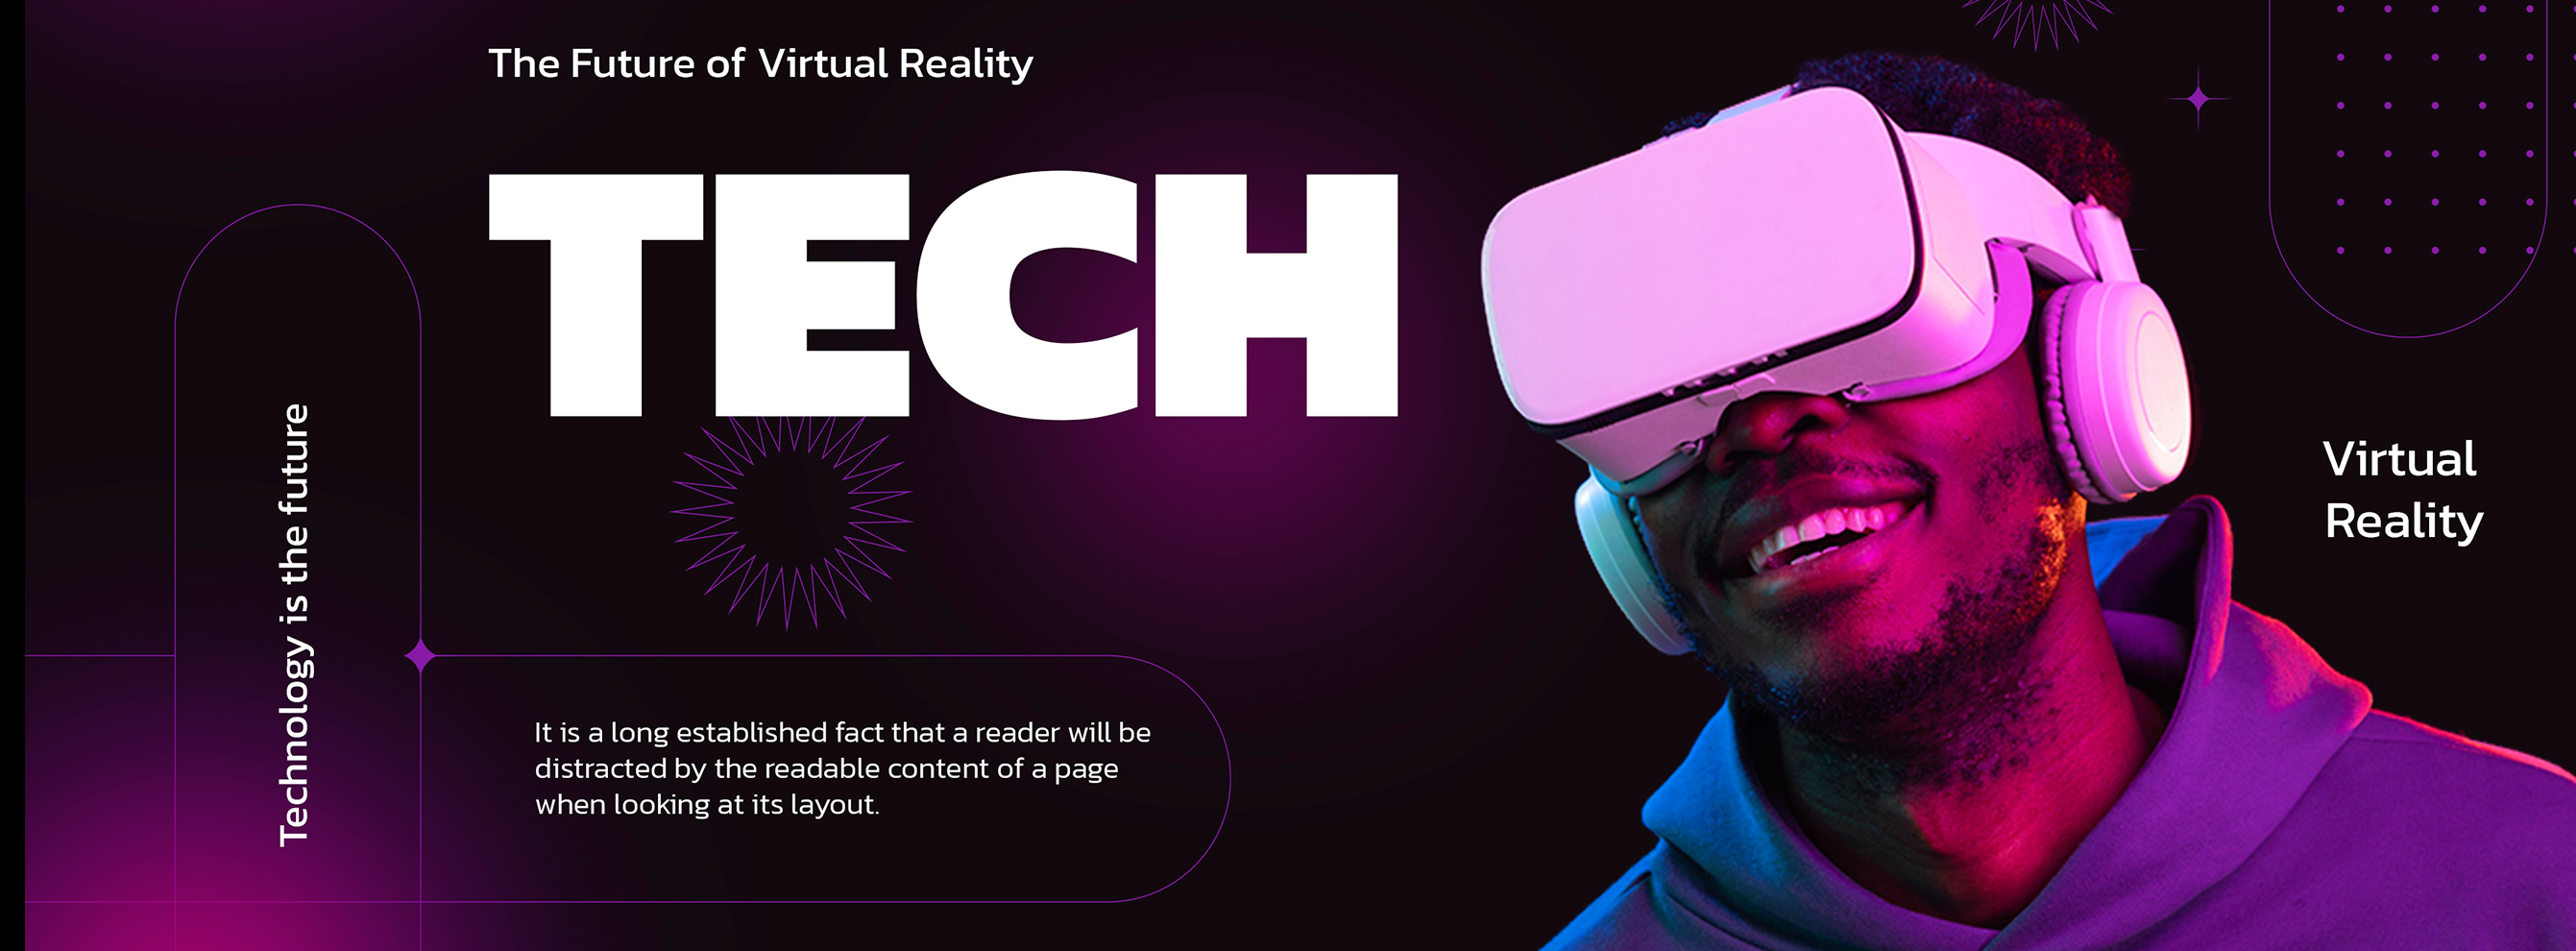 The Future of Virtual Reality
TECH
Technology is the future
It is a long established fact that a reader will be
distracted by the readable content of a page
when looking at its layout.
Virtual
Reality